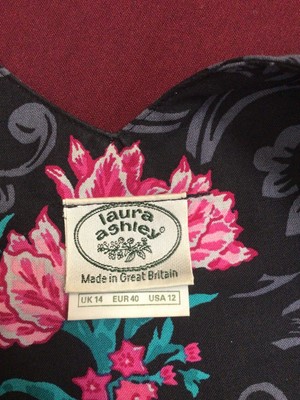 laura
ashley
Made in Great Britain
UK 14 EUR 40 USA 12